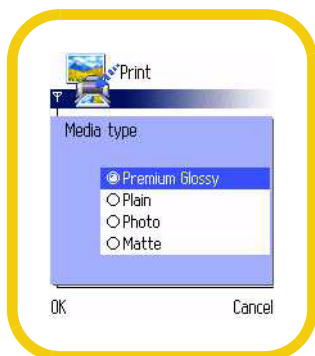 Print
Media type
Premium Glossy
Plain
Photo
Matte
OK Cancel